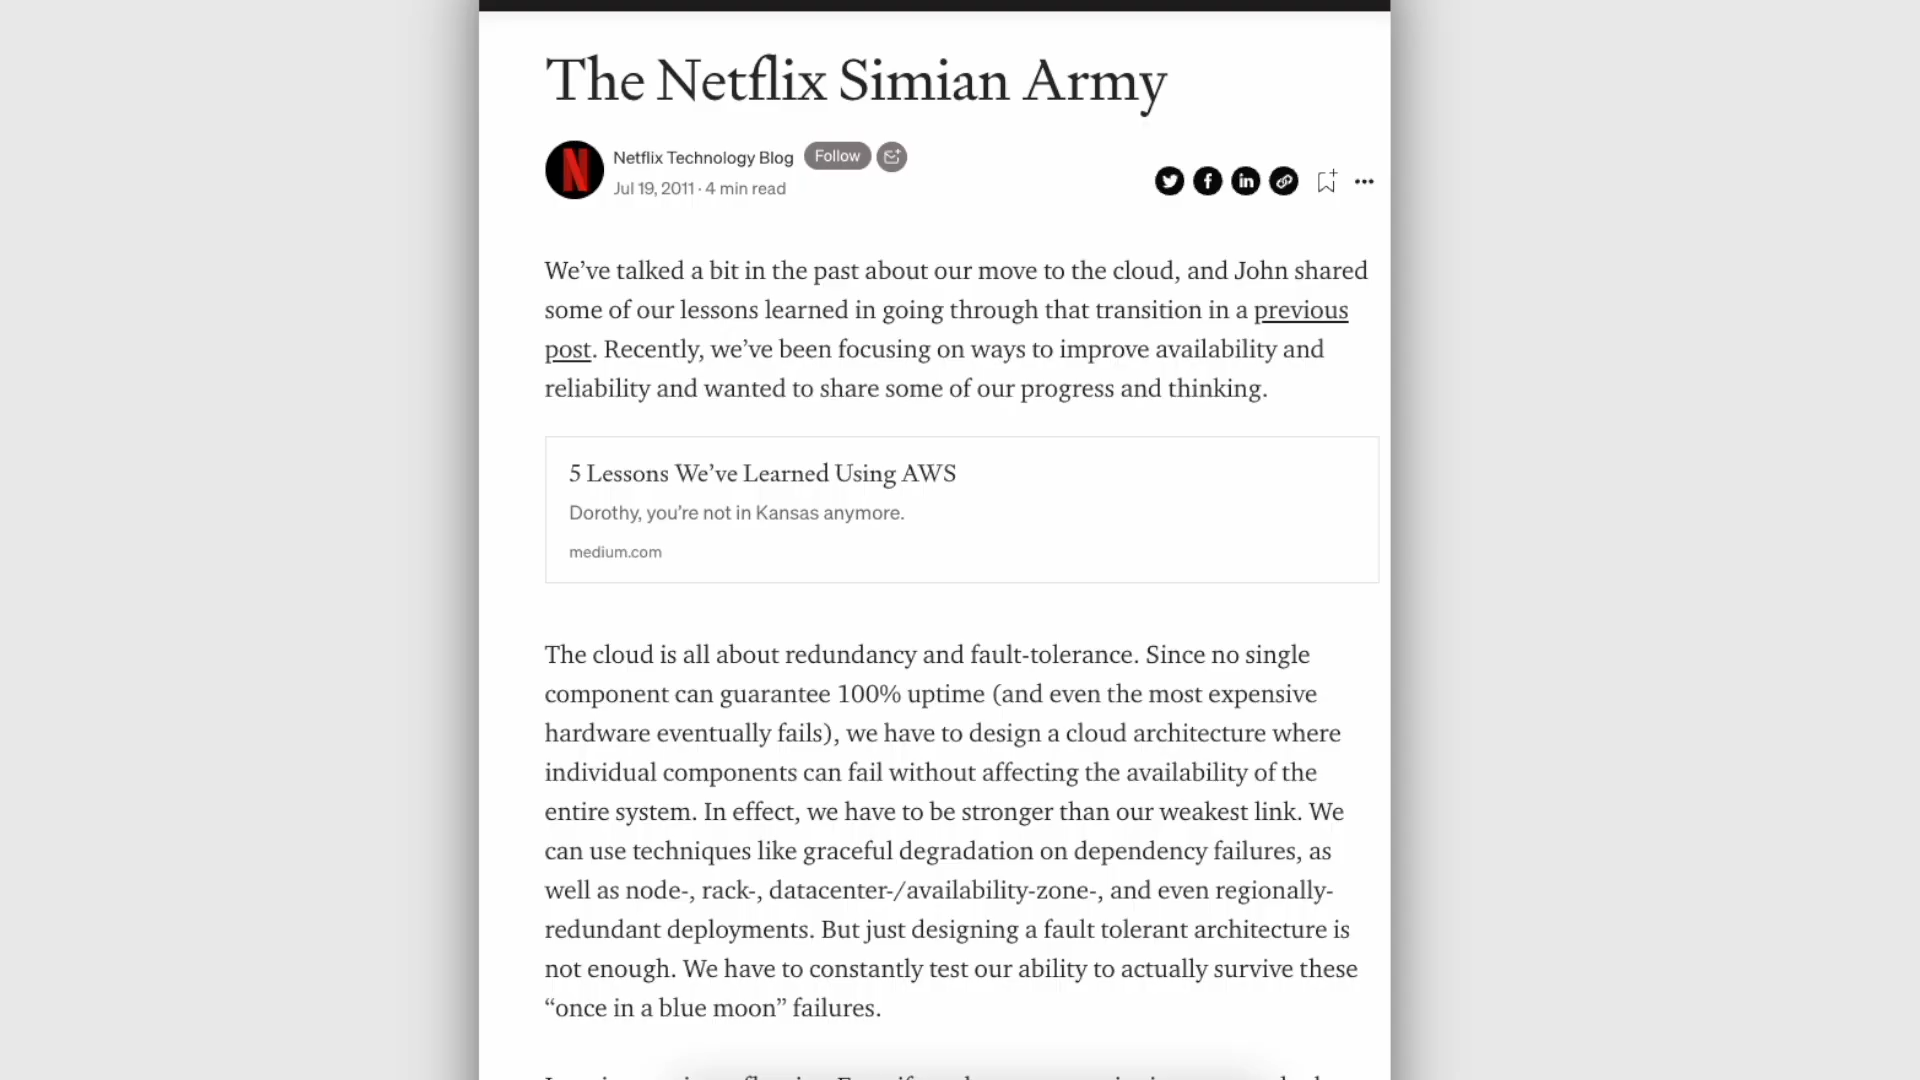 The Netflix Simian Army
Netflix Technology Blog Follow
Jul 19, 2011 · 4 min read
We’ve talked a bit in the past about our move to the cloud, and John shared
some of our lessons learned in going through that transition in a previous
post. Recently, we’ve been focusing on ways to improve availability and
reliability and wanted to share some of our progress and thinking.
5 Lessons We’ve Learned Using AWS
Dorothy, you’re not in Kansas anymore.
medium.com
The cloud is all about redundancy and fault-tolerance. Since no single
component can guarantee 100% uptime (and even the most expensive
hardware eventually fails), we have to design a cloud architecture where
individual components can fail without affecting the availability of the
entire system. In effect, we have to be stronger than our weakest link. We
can use techniques like graceful degradation on dependency failures, as
well as node-, rack-, datacenter-/availability-zone-, and even regionally-
redundant deployments. But just designing a fault tolerant architecture is
not enough. We have to constantly test our ability to actually survive these
“once in a blue moon” failures.